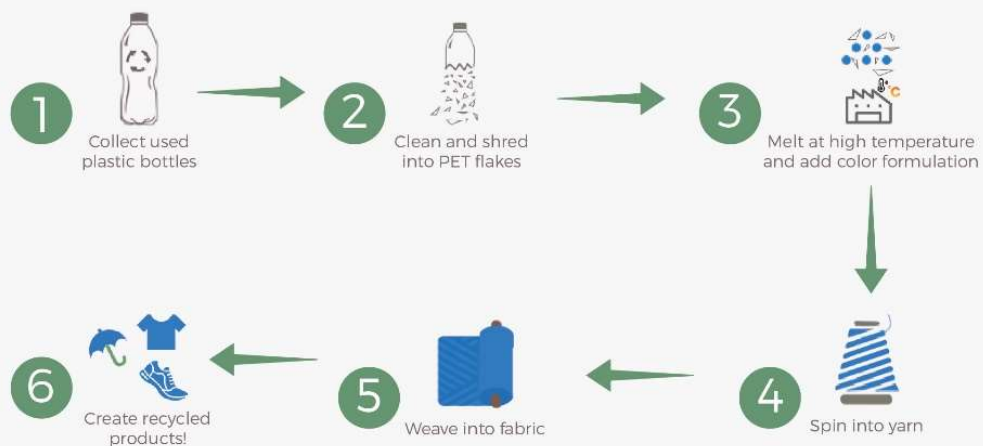 1
Collect used
plastic bottles
2
Clean and shred
into PET flakes
3
°C
Melt at high temperature
and add color formulation
4
Spin into yarn
5
Weave into fabric
6
Create recycled
products!